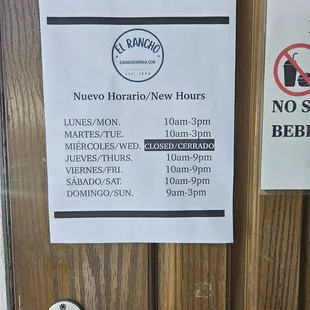 EL RANCHO
ELRANCHOOMAHA.COM
EST. 1994
Nuevo Horario/New Hours
LUNES/MON. 10am-3pm
MARTES/TUE. 10am-3pm
MIÉRCOLES/WED. CLOSED/CERRADO
JUEVES/THURS. 10am-9pm
VIERNES/FRI. 10am-9pm
SÁBADO/SAT. 10am-9pm
DOMINGO/SUN. 9am-3pm
NO S
BEB